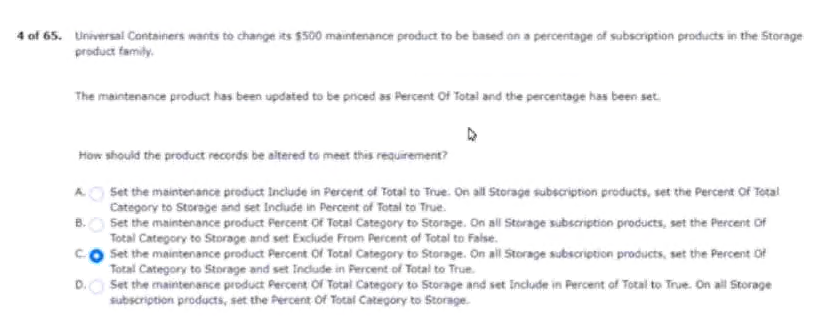 4 of 65. Universal Containers wants to change its $500 maintenance product to be based on a percentage of subscription products in the Storage
product family.
The maintenance product has been updated to be priced as Percent Of Total and the percentage has been set.
How should the product records be altered to meet this requirement?
A. Set the maintenance product Include in Percent of Total to True. On all Storage subscription products, set the Percent Of Total
Category to Storage and set Include in Percent of Total to True.
B. Set the maintenance product Percent Of Total Category to Storage. On all Storage subscription products, set the Percent Of
Total Category to Storage and set Exclude From Percent of Total to False.
C. Set the maintenance product Percent Of Total Category to Storage. On all Storage subscription products, set the Percent Of
Total Category to Storage and set Include in Percent of Total to True.
D. Set the maintenance product Percent Of Total Category to Storage and set Include in Percent of Total to True. On all Storage
subscription products, set the Percent Of Total Category to Storage.